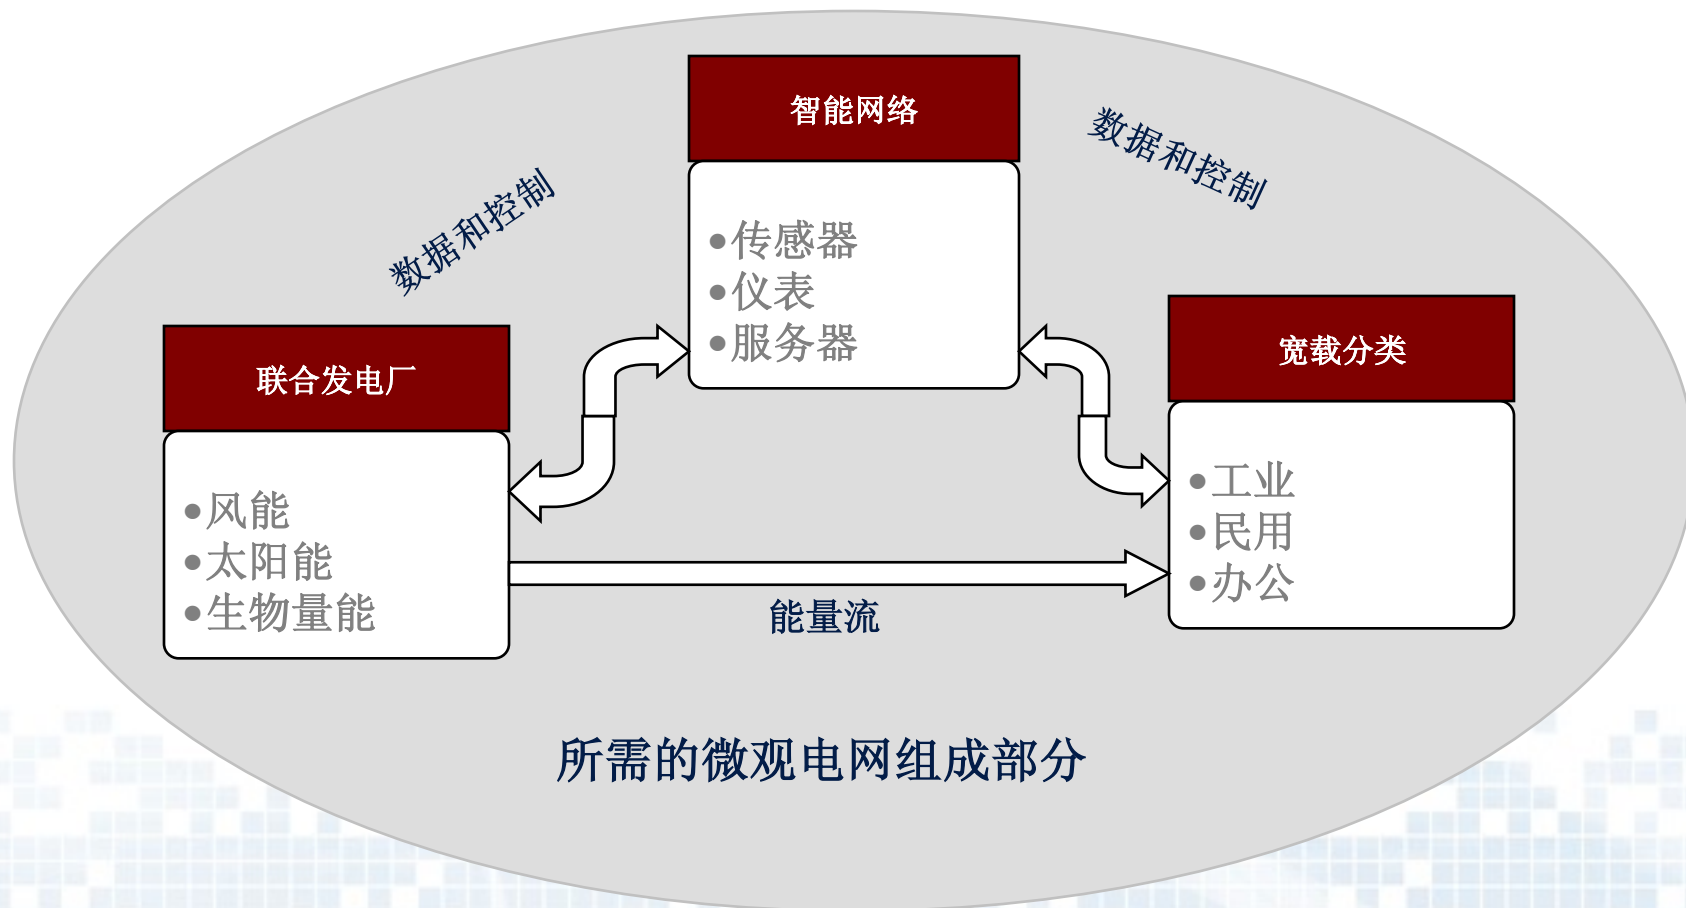 智能网络
•传感器
•仪表
•服务器
数据和控制
数据和控制
联合发电厂
•风能
•太阳能
•生物量能
宽载分类
•工业
•民用
•办公
能量流
所需的微观电网组成部分